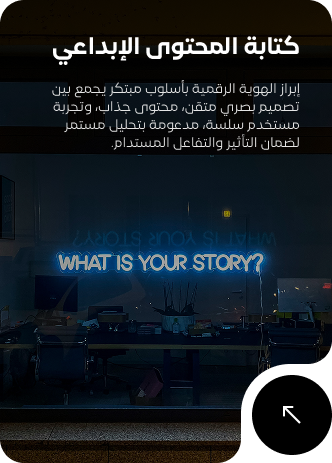 كتابة المحتوى الإبداعي
إبراز الهوية الرقمية بأسلوب مبتكر يجمع بين
تصميم بصري متقن، محتوى جذاب، وتجربة
مستخدم سلسة، مدعومة بتحليل مستمر
لضمان التأثير والتفاعل المستدام.
WHAT IS YOUR STORY?